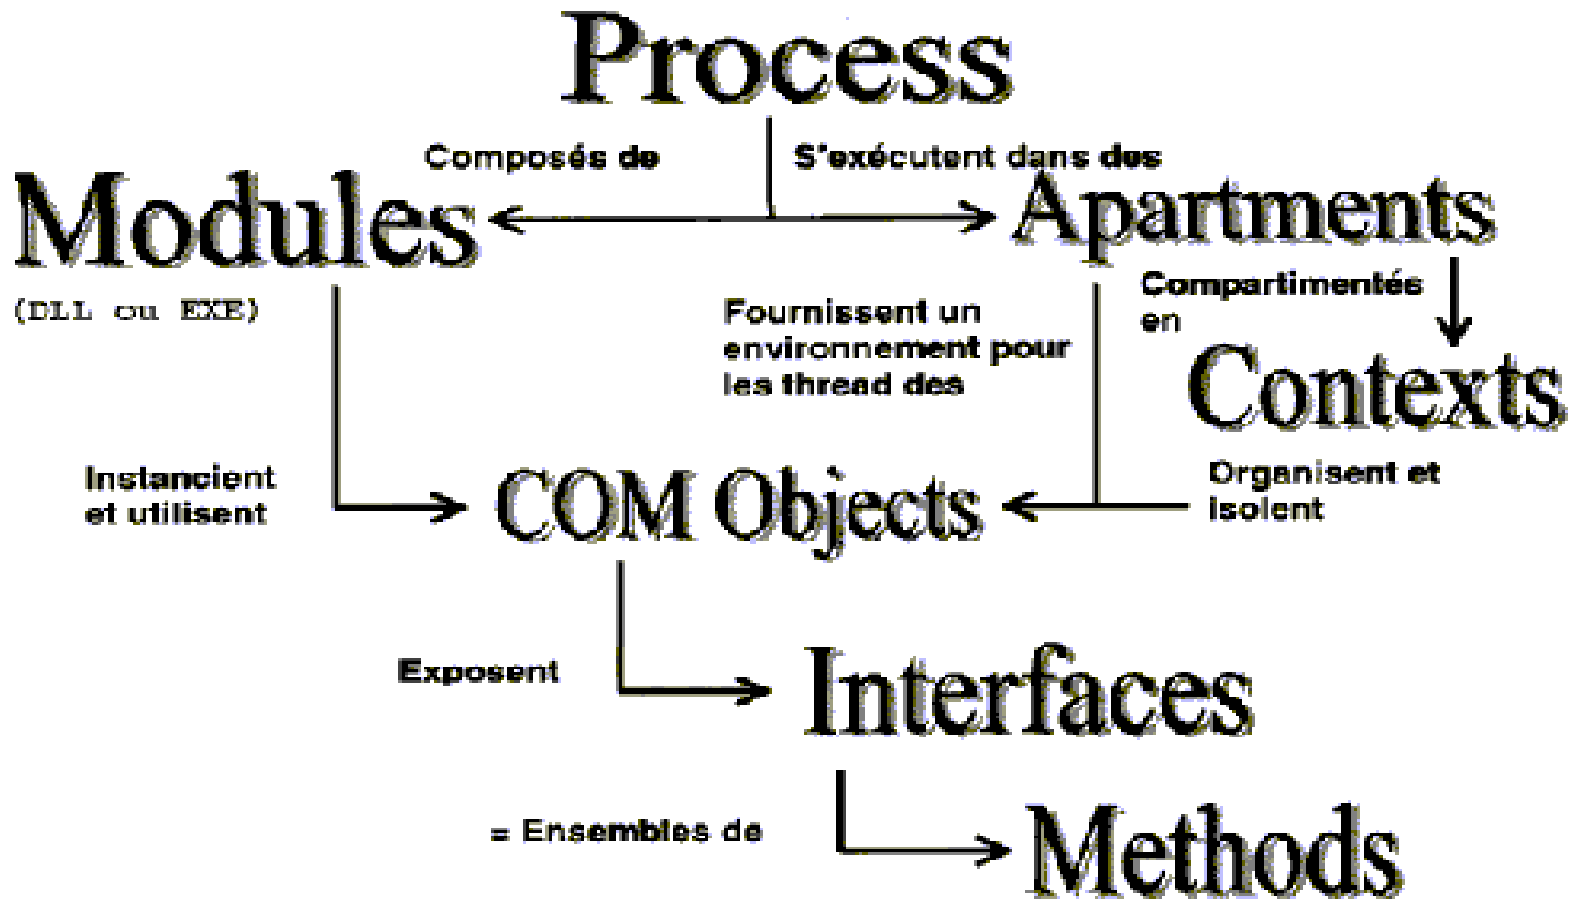 Process
Composés de
S'exécutent dans des
Modules
Apartments
(DLL ou EXE)
Compartimentés
en
Fournissent un
environnement pour
les thread des
Contexts
Instancient
et utilisent
COM Objects
Organisent et
isolent
Exposent
Interfaces
= Ensembles de
Methods